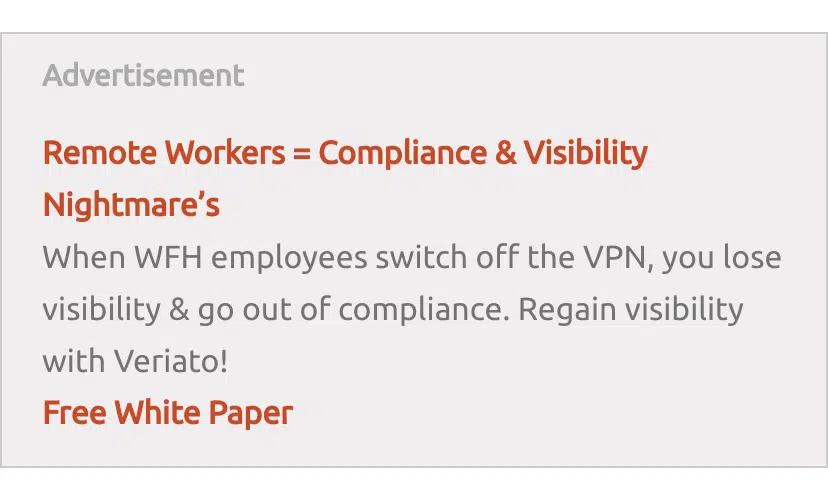 Advertisement
Remote Workers = Compliance & Visibility
Nightmare’s
When WFH employees switch off the VPN, you lose
visibility & go out of compliance. Regain visibility
with Veriato!
Free White Paper